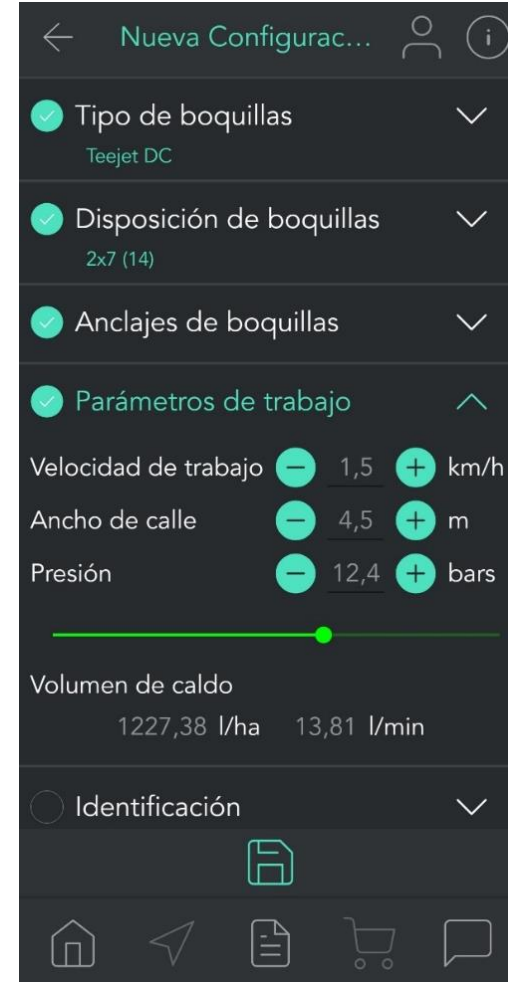 Nueva Configurac...
i
Tipo de boquillas
Teejet DC
Disposición de boquillas
2x7 (14)
Anclajes de boquillas
Parámetros de trabajo
Velocidad de trabajo − 1,5 + km/h
Ancho de calle − 4,5 + m
Presión − 12,4 + bars
Volumen de caldo
1227,38 l/ha 13,81 l/min
Identificación